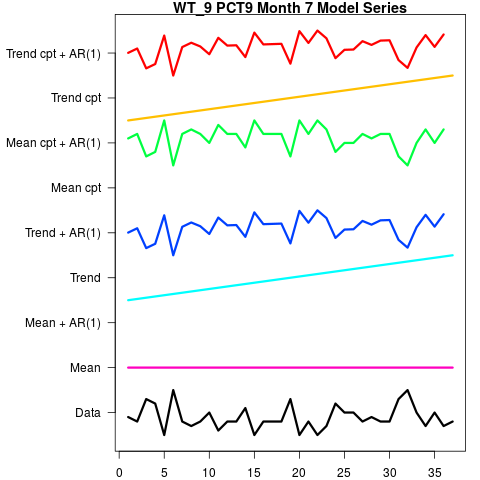 WT_9 PCT9 Month 7 Model Series
Trend cpt + AR(1)
Trend cpt
Mean cpt + AR(1)
Mean cpt
Trend + AR(1)
Trend
Mean + AR(1)
Mean
Data
0 5 10 15 20 25 30 35